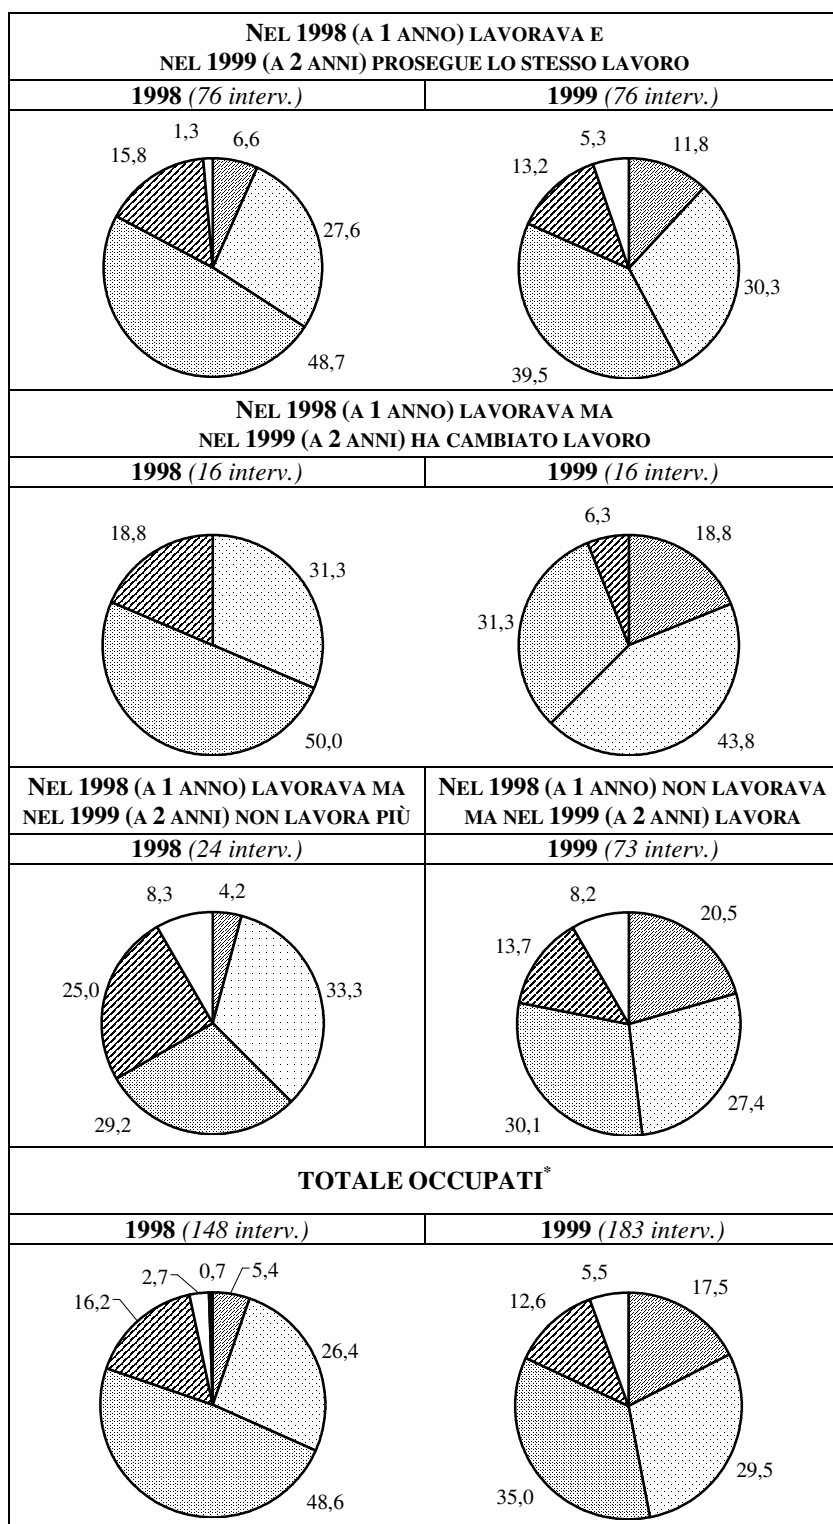 NEL 1998 (A 1 ANNO) LAVORAVA E
NEL 1999 (A 2 ANNI) PROSEGUE LO STESSO LAVORO
1998 (76 interv.)
1999 (76 interv.)
1,3
6,6
15,8
27,6
48,7
5,3
11,8
13,2
30,3
39,5
NEL 1998 (A 1 ANNO) LAVORAVA MA
NEL 1999 (A 2 ANNI) HA CAMBIATO LAVORO
1998 (16 interv.)
1999 (16 interv.)
18,8
31,3
50,0
6,3
18,8
31,3
43,8
NEL 1998 (A 1 ANNO) LAVORAVA MA
NEL 1999 (A 2 ANNI) NON LAVORA PIÙ
NEL 1998 (A 1 ANNO) NON LAVORAVA
MA NEL 1999 (A 2 ANNI) LAVORA
1998 (24 interv.)
1999 (73 interv.)
8,3
4,2
25,0
33,3
29,2
8,2
20,5
13,7
27,4
30,1
TOTALE OCCUPATI*
1998 (148 interv.)
1999 (183 interv.)
2,7
0,7
5,4
16,2
26,4
48,6
5,5
17,5
12,6
29,5
35,0